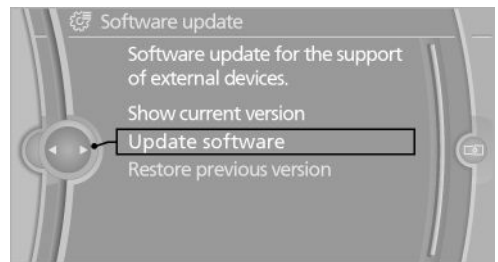 Software update
Software update for the support
of external devices.
Show current version
Update software
Restore previous version